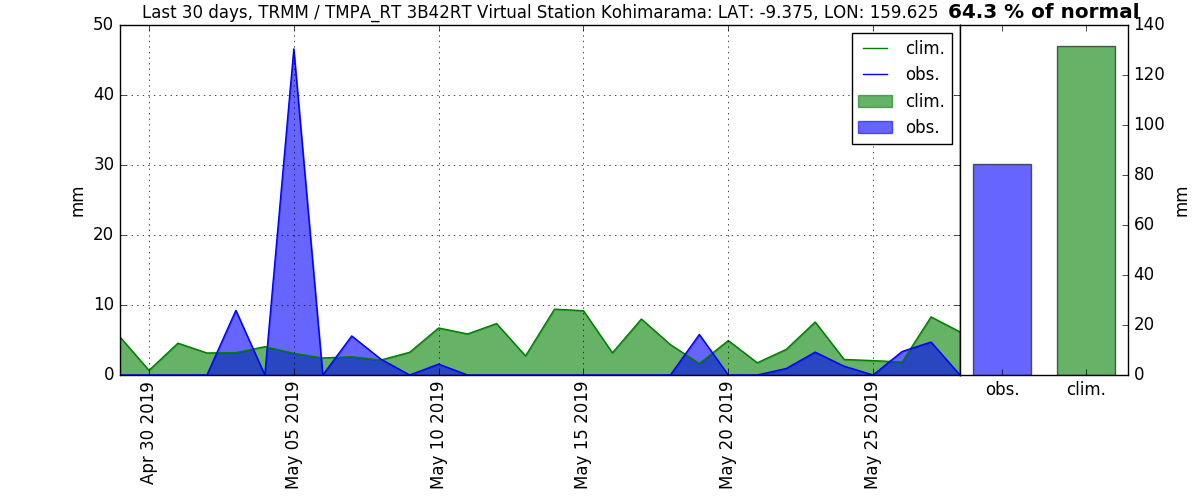 Last 30 days, TRMM / TMPA_RT 3B42RT Virtual Station Kohimarama: LAT: -9.375, LON: 159.625
64.3 % of normal
50
40
30
20
10
0
mm
clim.
obs.
clim.
obs.
140
120
100
80
60
40
20
0
mm
Apr 30 2019
May 05 2019
May 10 2019
May 15 2019
May 20 2019
May 25 2019
obs.
clim.